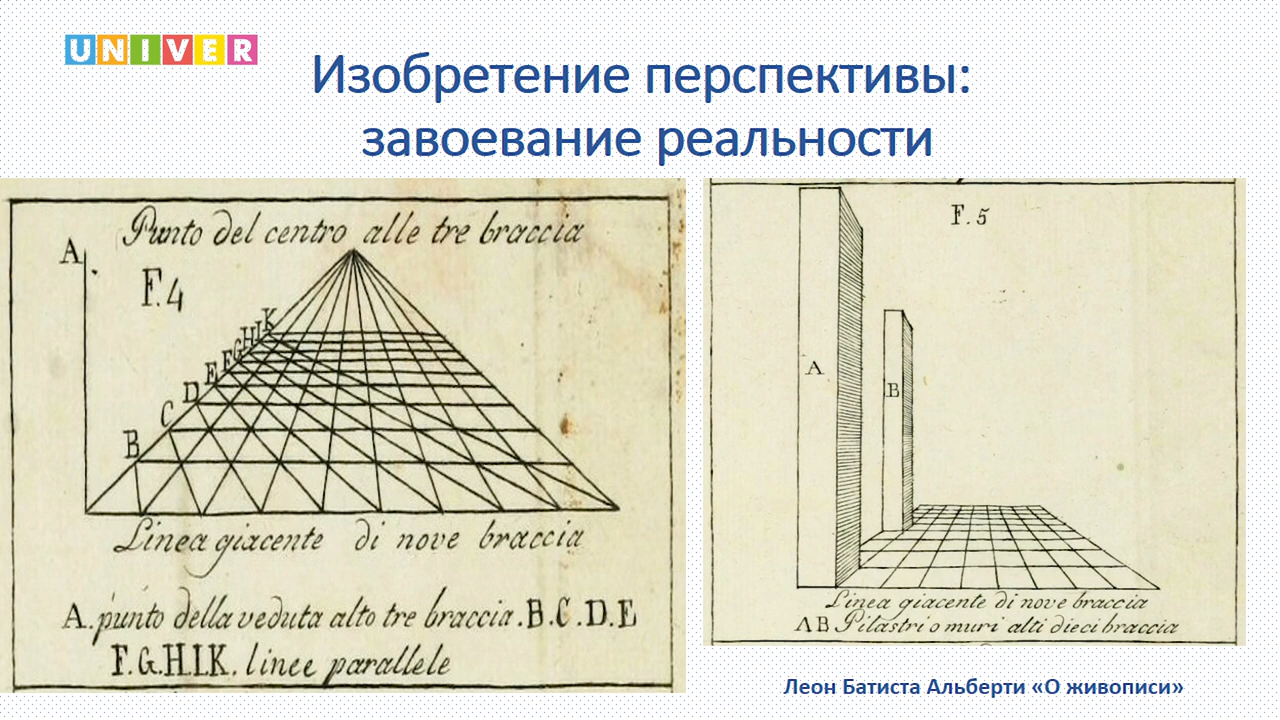 UNIVER
Изобретение перспективы:
завоевание реальности
Punto del centro alle tre braccia
A
F.4
K
I
H
G
F
E
D
C
B
Linea giacente di nove braccia
A. punto della veduta alto tre braccia. B. C. D. E
F. G. H. I. K. linee parallele
F. 5
A
B
Linea giacente di nove braccia
A B Pilastri o muri alti dieci braccia
Леон Батиста Альберти «О живописи»